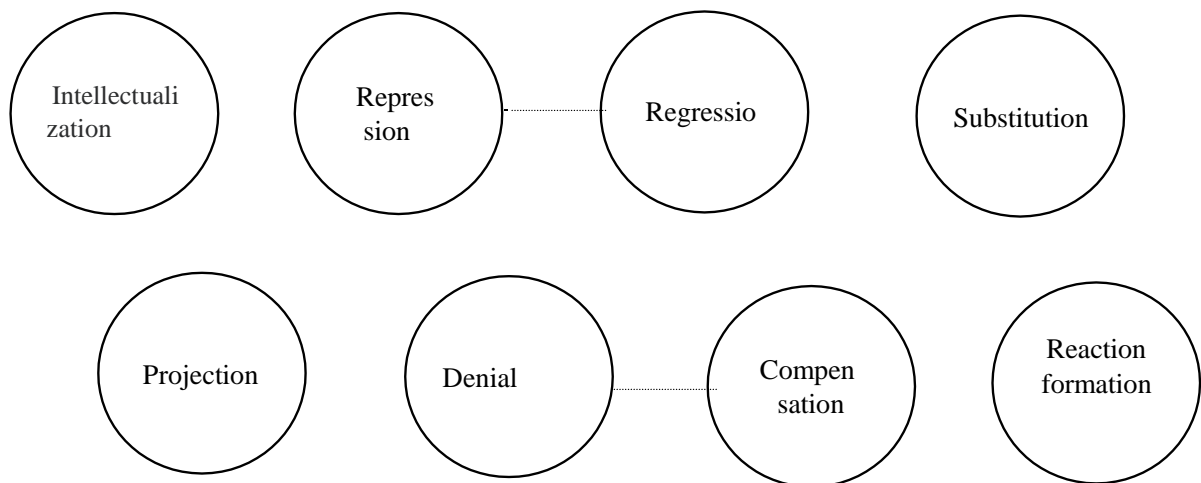 Intellectuali
zation
Repres
sion
Regressio
Substitution
Projection
Denial
Compen
sation
Reaction
formation